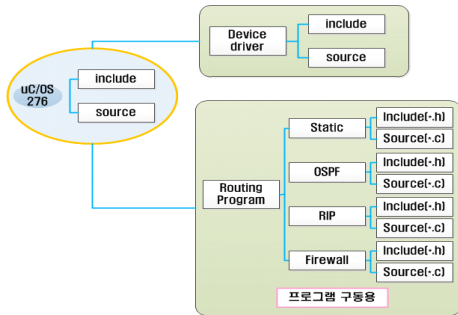 uC/OS
276
include
source
Device
driver
include
source
Routing
Program
Static
Include(*.h)
Source(*.c)
OSPF
Include(*.h)
Source(*.c)
RIP
Include(*.h)
Source(*.c)
Firewall
Include(*.h)
Source(*.c)
프로그램 구동용